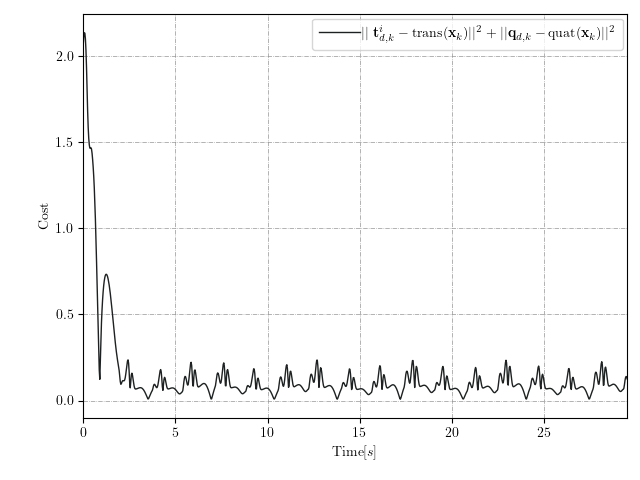 || t^i_{d,k} − trans(x_k)||^2 + ||q_{d,k} − quat(x_k)||^2
2.0
1.5
Cost
1.0
0.5
0.0
0 5 10 15 20 25
Time[s]